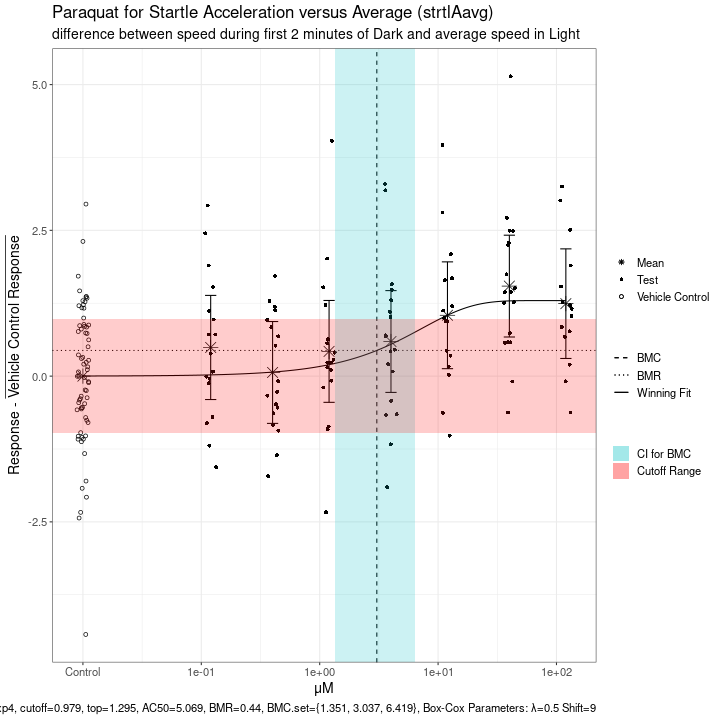 Paraquat for Startle Acceleration versus Average (strtlAavg)
difference between speed during first 2 minutes of Dark and average speed in Light
Response - Vehicle Control Response
5.0
2.5
0.0
-2.5
Control
1e-01
1e+00
1e+01
1e+02
μM
Mean
Test
Vehicle Control
BMC
BMR
Winning Fit
CI for BMC
Cutoff Range
p4, cutoff=0.979, top=1.295, AC50=5.069, BMR=0.44, BMC.set={1.351, 3.037, 6.419}, Box-Cox Parameters: λ=0.5 Shift=9